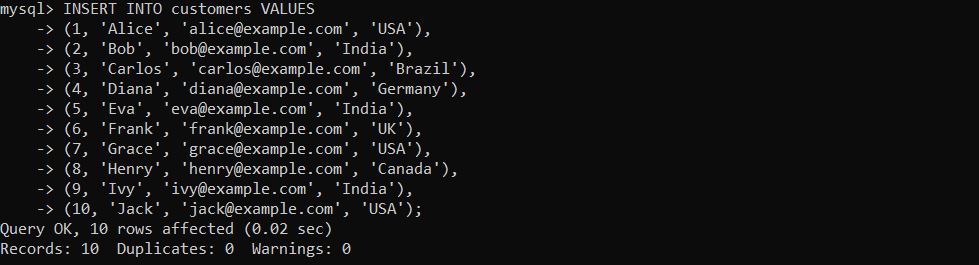 mysql> INSERT INTO customers VALUES
    -> (1, 'Alice', 'alice@example.com', 'USA'),
    -> (2, 'Bob', 'bob@example.com', 'India'),
    -> (3, 'Carlos', 'carlos@example.com', 'Brazil'),
    -> (4, 'Diana', 'diana@example.com', 'Germany'),
    -> (5, 'Eva', 'eva@example.com', 'India'),
    -> (6, 'Frank', 'frank@example.com', 'UK'),
    -> (7, 'Grace', 'grace@example.com', 'USA'),
    -> (8, 'Henry', 'henry@example.com', 'Canada'),
    -> (9, 'Ivy', 'ivy@example.com', 'India'),
    -> (10, 'Jack', 'jack@example.com', 'USA');
Query OK, 10 rows affected (0.02 sec)
Records: 10  Duplicates: 0  Warnings: 0